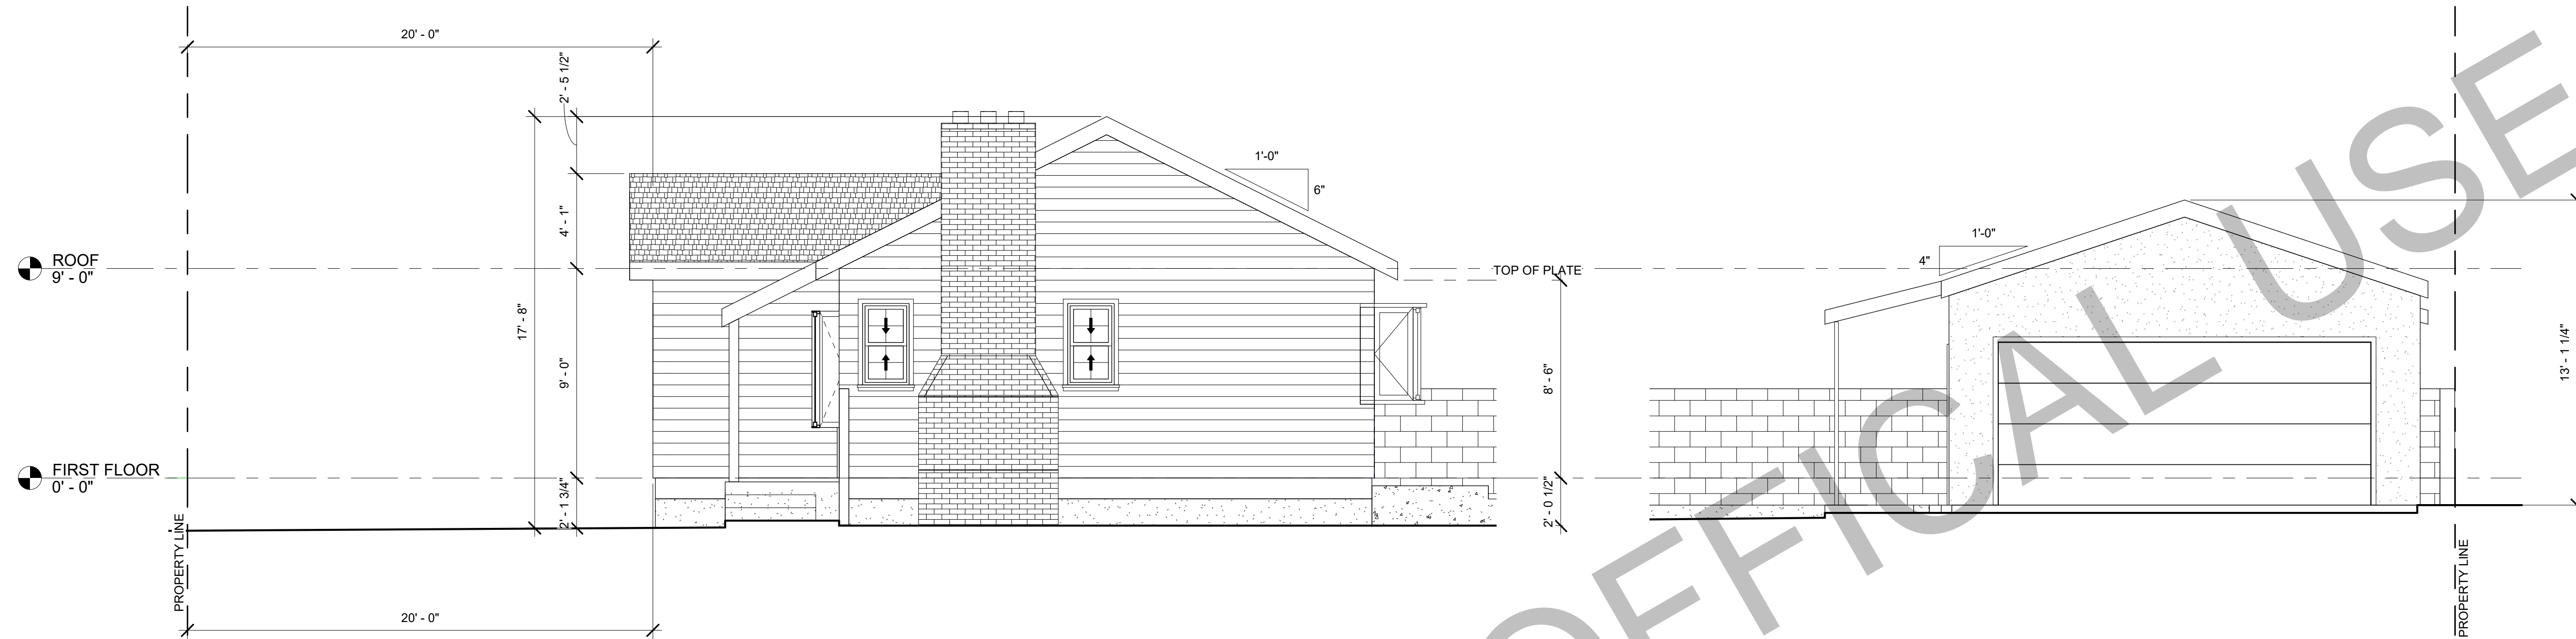 20' - 0"
2' - 5 1/2"
1'-0"
6"
4' - 1"
1'-0"
4"
ROOF
9' - 0"
TOP OF PLATE
17' - 8"
13' - 1 1/4"
9' - 0"
8' - 6"
FIRST FLOOR
0' - 0"
2' - 1 3/4"
2' - 0 1/2"
PROPERTY LINE
PROPERTY LINE
20' - 0"
OFFICAL USE